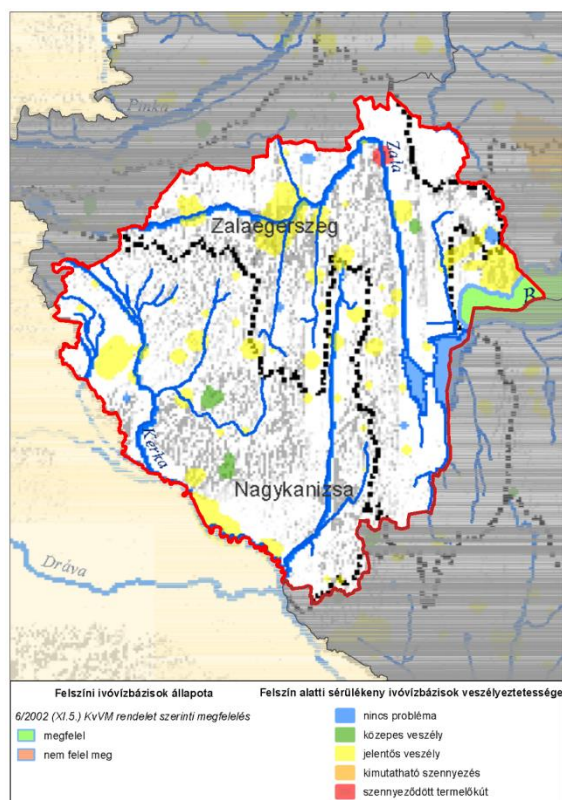 Pinka
Zala
Zalaegerszeg
B
Kerka
Nagykanizsa
Dráva
Felszíni ivóvízbázisok állapota
6/2002 (XI.5.) KvVM rendelet szerinti megfelelés
megfelel
nem felel meg
Felszín alatti sérülékeny ivóvízbázisok veszélyeztetettsége
nincs probléma
közepes veszély
jelentős veszély
kimutatható szennyezés
szennyeződött termelőkút